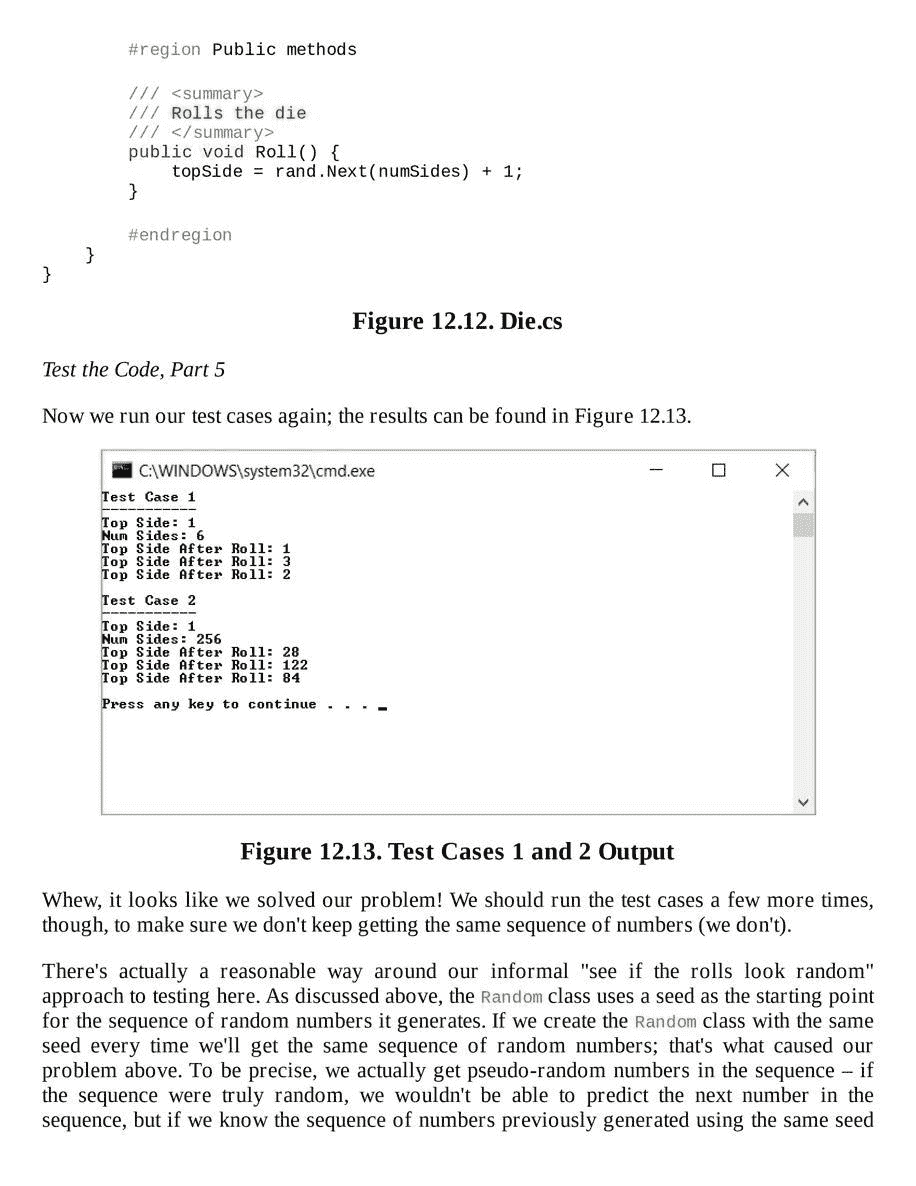 #region Public methods
/// <summary>
/// Rolls the die
/// </summary>
public void Roll() {
topSide = rand.Next(numSides) + 1;
}
#endregion
}
}
Figure 12.12. Die.cs
Test the Code, Part 5
Now we run our test cases again; the results can be found in Figure 12.13.
C:\WINDOWS\system32\cmd.exe
Test Case 1
-----------
Top Side: 1
Num Sides: 6
Top Side After Roll: 1
Top Side After Roll: 3
Top Side After Roll: 2
Test Case 2
-----------
Top Side: 1
Num Sides: 256
Top Side After Roll: 28
Top Side After Roll: 122
Top Side After Roll: 84
Press any key to continue . . . _
Figure 12.13. Test Cases 1 and 2 Output
Whew, it looks like we solved our problem! We should run the test cases a few more times,
though, to make sure we don't keep getting the same sequence of numbers (we don't).
There's actually a reasonable way around our informal "see if the rolls look random"
approach to testing here. As discussed above, the Random class uses a seed as the starting point
for the sequence of random numbers it generates. If we create the Random class with the same
seed every time we'll get the same sequence of random numbers; that's what caused our
problem above. To be precise, we actually get pseudo-random numbers in the sequence – if
the sequence were truly random, we wouldn't be able to predict the next number in the
sequence, but if we know the sequence of numbers previously generated using the same seed